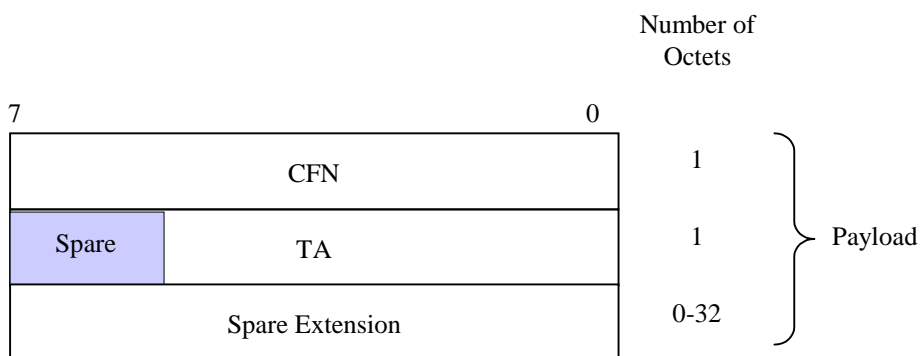 Number of
Octets
7 0
CFN 1
Spare TA 1
Payload
Spare Extension 0-32